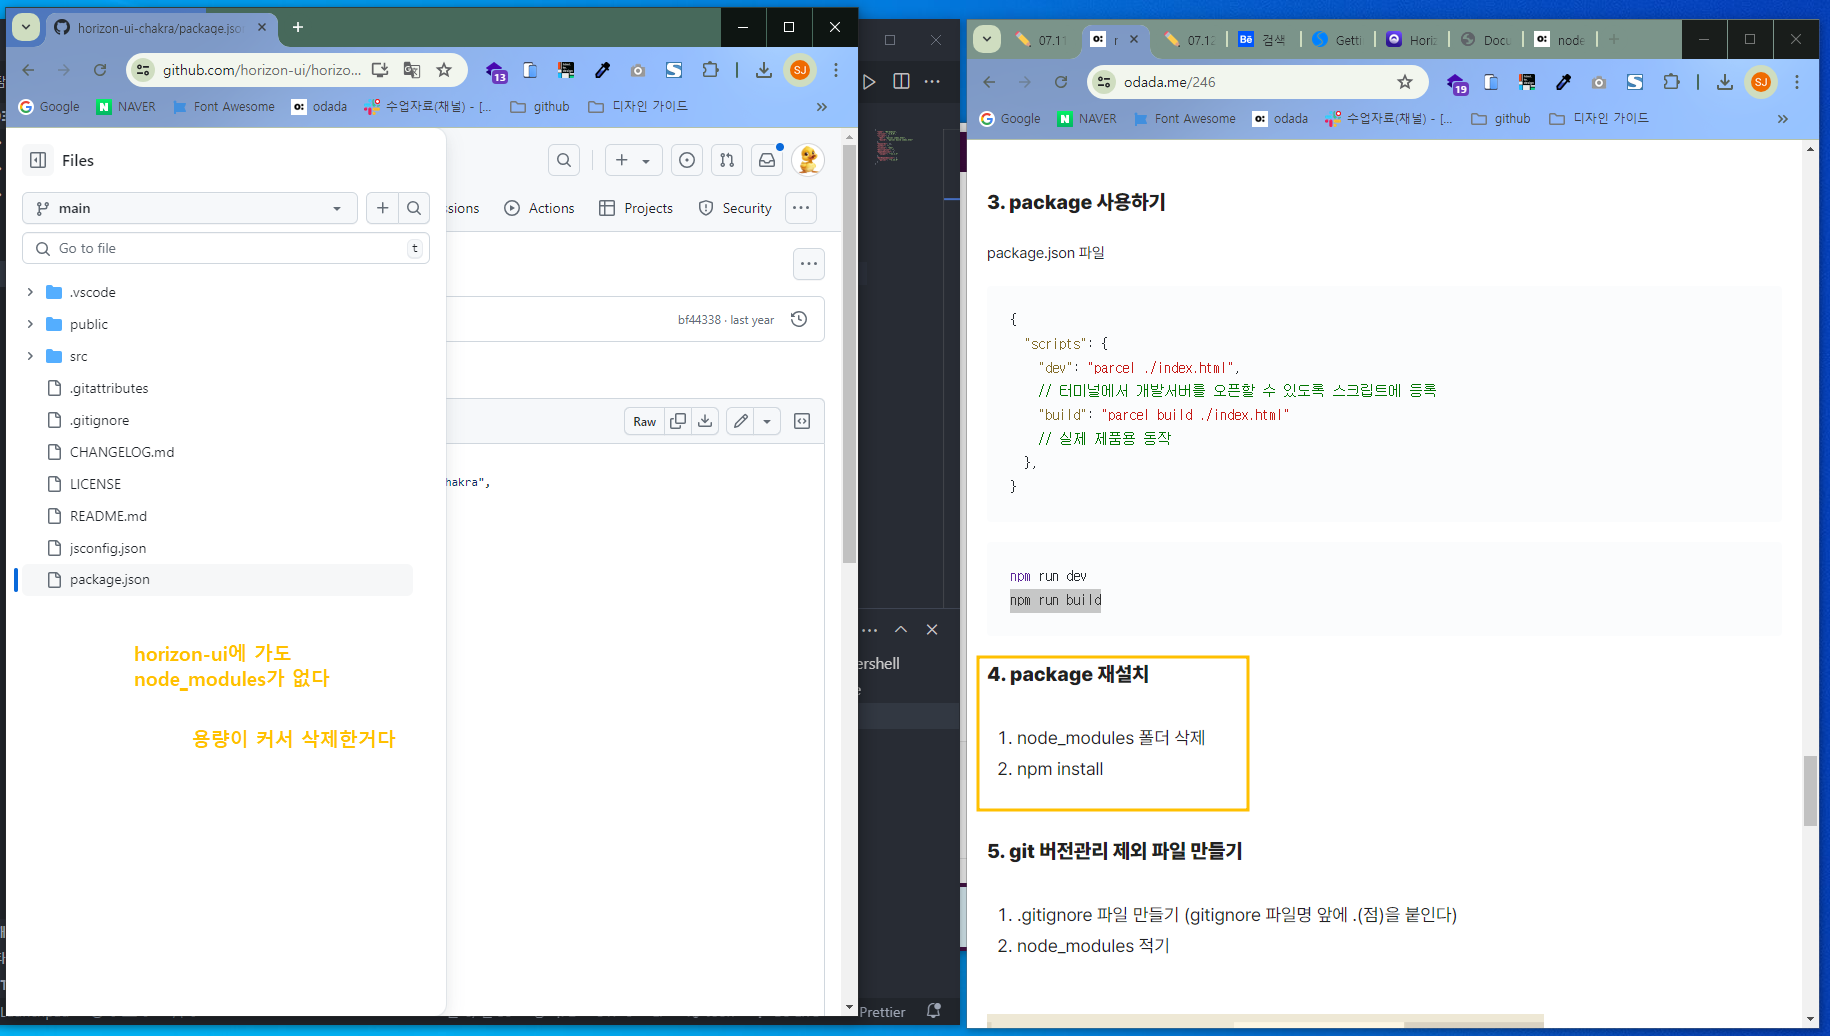 horizon-ui-chakra/package.jso
github.com/horizon-ui/horizo...
13
SJ
Google
NAVER
Font Awesome
odada
수업자료(채널) - [...
github
디자인 가이드
Files
main
Go to file
t
.vscode
public
src
.gitattributes
.gitignore
CHANGELOG.md
LICENSE
README.md
jsconfig.json
package.json
ssions
Actions
Projects
Security
bf44338 · last year
Raw
hakra",
horizon-ui에 가도
node_modules가 없다
용량이 커서 삭제한거다
ershell
Prettier
07.11
07.12
Bē 검색
Getti
Horiz
Docu
node
odada.me/246
19
SJ
Google
NAVER
Font Awesome
odada
수업자료(채널) - [...
github
디자인 가이드
3. package 사용하기
package.json 파일
{
"scripts": {
"dev": "parcel ./index.html",
// 터미널에서 개발서버를 오픈할 수 있도록 스크립트에 등록
"build": "parcel build ./index.html"
// 실제 제품용 동작
},
}
npm run dev
npm run build
4. package 재설치
1. node_modules 폴더 삭제
2. npm install
5. git 버전관리 제외 파일 만들기
1. .gitignore 파일 만들기 (gitignore 파일명 앞에 .(점)을 붙인다)
2. node_modules 적기